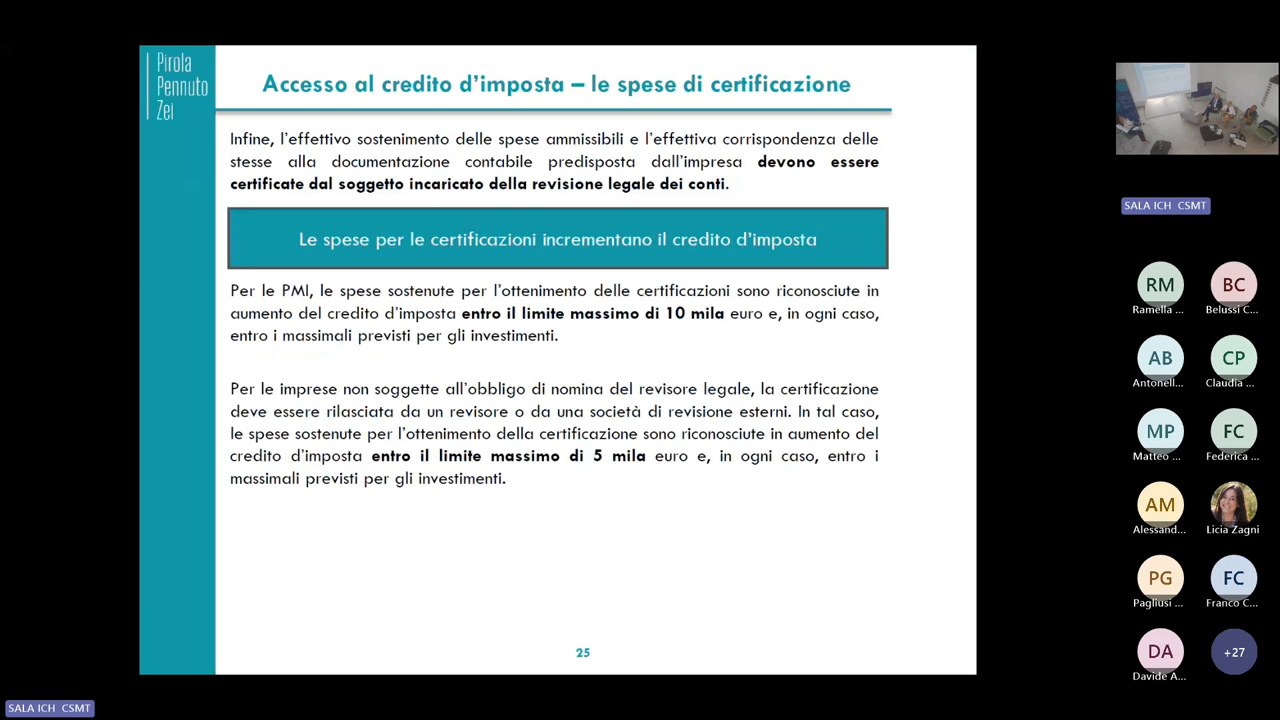 Pirola
Pennuto
Zei
Accesso al credito d'imposta – le spese di certificazione
Infine, l'effettivo sostenimento delle spese ammissibili e l'effettiva corrispondenza delle
stesse alla documentazione contabile predisposta dall'impresa devono essere
certificate dal soggetto incaricato della revisione legale dei conti.
Le spese per le certificazioni incrementano il credito d'imposta
Per le PMI, le spese sostenute per l'ottenimento delle certificazioni sono riconosciute in
aumento del credito d'imposta entro il limite massimo di 10 mila euro e, in ogni caso,
entro i massimali previsti per gli investimenti.
Per le imprese non soggette all'obbligo di nomina del revisore legale, la certificazione
deve essere rilasciata da un revisore o da una società di revisione esterni. In tal caso,
le spese sostenute per l'ottenimento della certificazione sono riconosciute in aumento del
credito d'imposta entro il limite massimo di 5 mila euro e, in ogni caso, entro i
massimali previsti per gli investimenti.
25
SALA ICH CSMT
RM
Ramella ...
BC
Belussi C...
AB
Antonell...
CP
Claudia ...
MP
Matteo ...
FC
Federica ...
AM
Alessand...
Licia Zagni
PG
Pagliusi ...
FC
Franco C...
DA
Davide A...
+27
SALA ICH CSMT